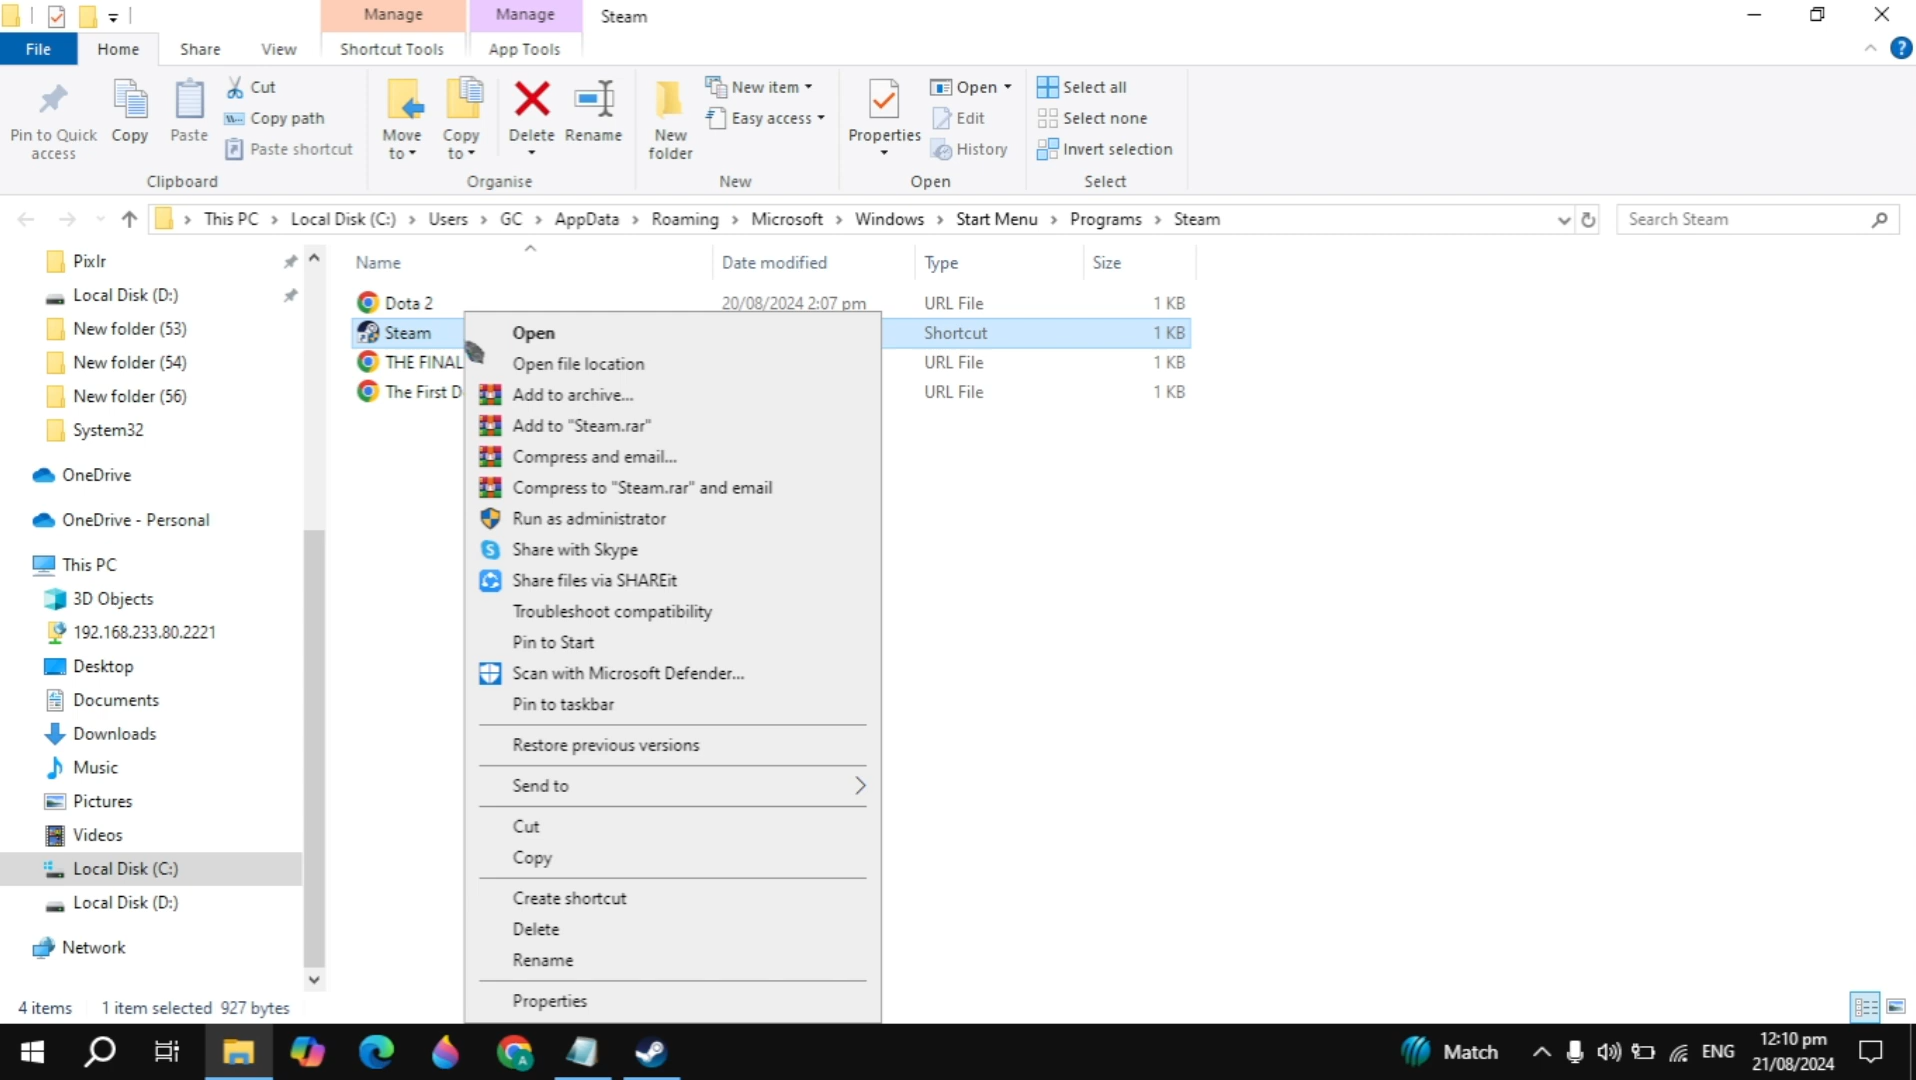 Manage
Manage
Steam
File
Home
Share
View
Shortcut Tools
App Tools
Pin to Quick access
Copy
Paste
Cut
Copy path
Paste shortcut
Move to
Copy to
Delete
Rename
New folder
New item
Easy access
Properties
Open
Edit
History
Select all
Select none
Invert selection
Clipboard
Organise
New
Open
Select
This PC > Local Disk (C:) > Users > GC > AppData > Roaming > Microsoft > Windows > Start Menu > Programs > Steam
Search Steam
Pixlr
Local Disk (D:)
New folder (53)
New folder (54)
New folder (56)
System32
OneDrive
OneDrive - Personal
This PC
3D Objects
192.168.233.80.2221
Desktop
Documents
Downloads
Music
Pictures
Videos
Local Disk (C:)
Local Disk (D:)
Network
Name Date modified Type Size
Dota 2 20/08/2024 2:07 pm URL File 1 KB
Steam Shortcut 1 KB
THE FINAL URL File 1 KB
The First D URL File 1 KB
Open
Open file location
Add to archive...
Add to "Steam.rar"
Compress and email...
Compress to "Steam.rar" and email
Run as administrator
Share with Skype
Share files via SHAREit
Troubleshoot compatibility
Pin to Start
Scan with Microsoft Defender...
Pin to taskbar
Restore previous versions
Send to
Cut
Copy
Create shortcut
Delete
Rename
Properties
4 items 1 item selected 927 bytes
Match
ENG
12:10 pm
21/08/2024